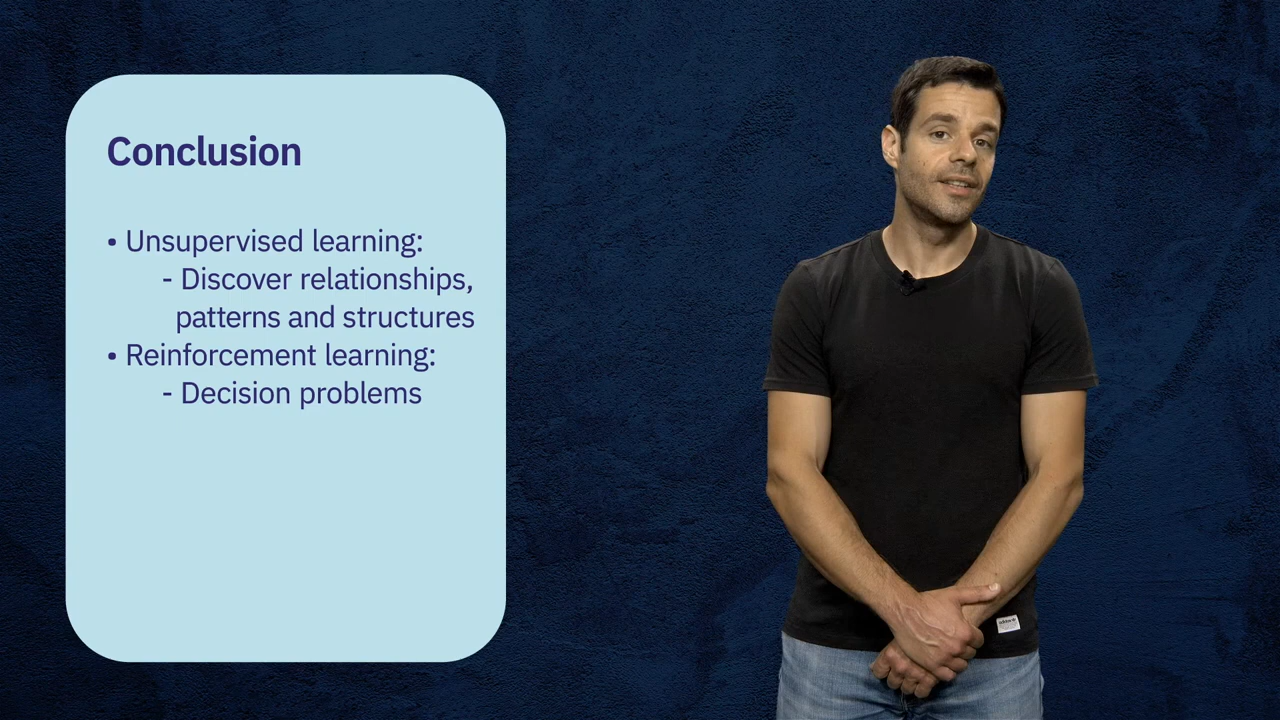 Conclusion
• Unsupervised learning:
- Discover relationships,
patterns and structures
• Reinforcement learning:
- Decision problems